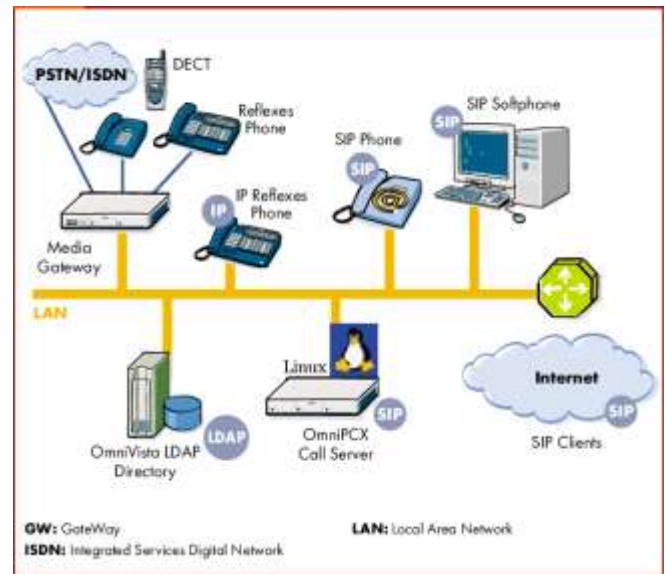 PSTN/ISDN
DECT
Reflexes
Phone
SIP Softphone
SIP
SIP Phone
SIP
IP Reflexes
Phone
IP
Media
Gateway
LAN
Linux
Internet
SIP
SIP Clients
SIP
OmniPCX
Call Server
LDAP
OmniVista LDAP
Directory
GW: GateWay
LAN: Local Area Network
ISDN: Integrated Services Digital Network